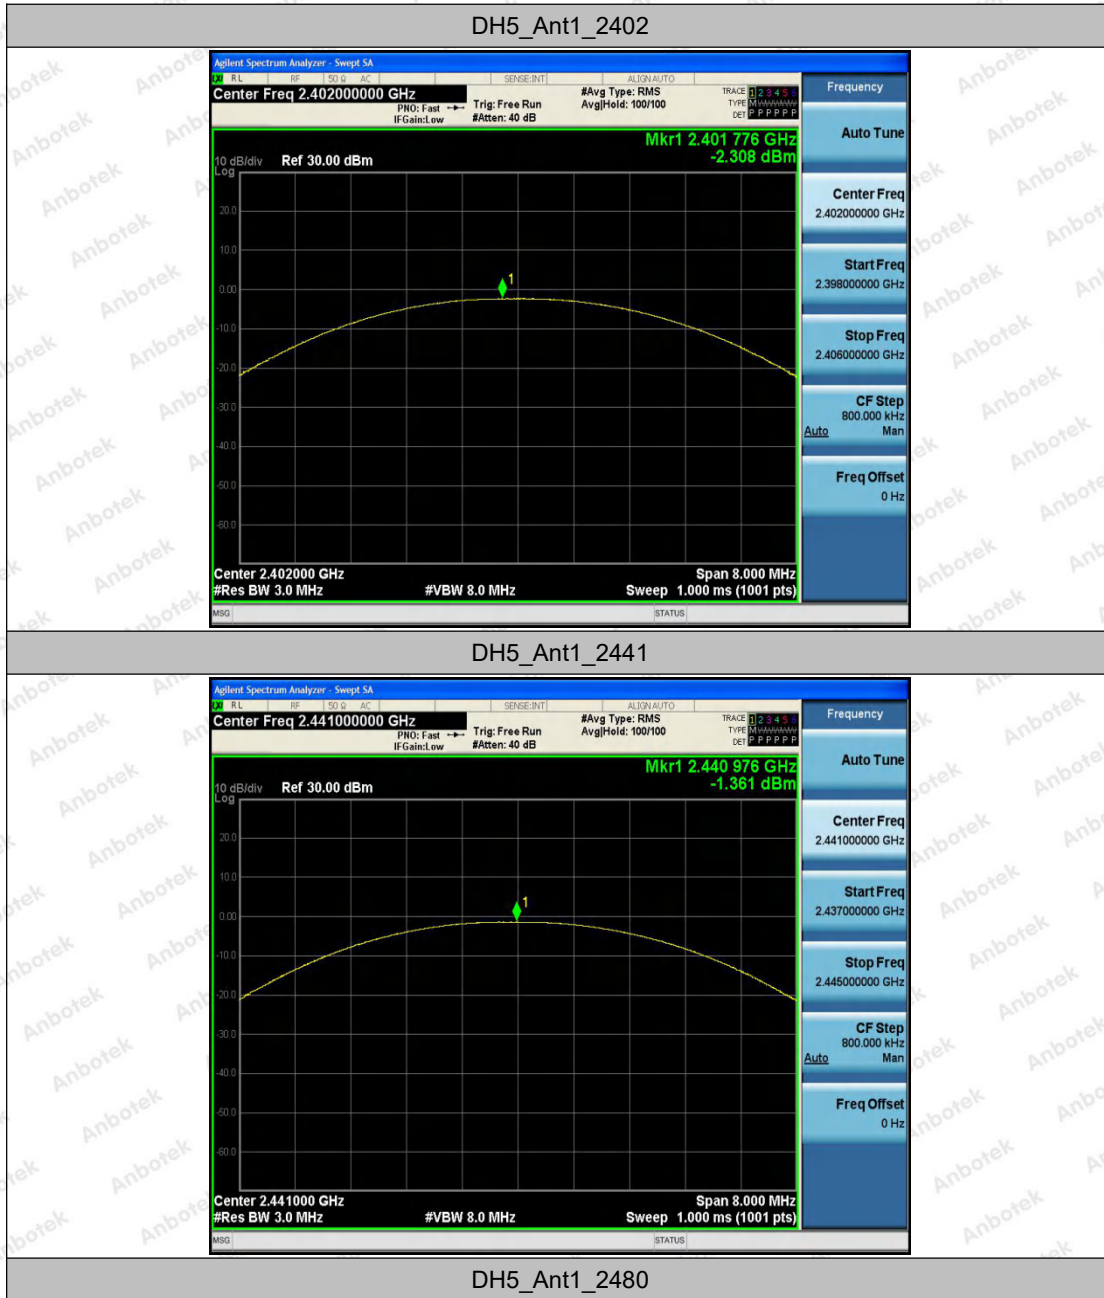 DH5_Ant1_2402
Agilent Spectrum Analyzer - Swept SA
RL RF 50 Ω AC SENSE:INT ALIGN AUTO
Center Freq 2.402000000 GHz
PNO: Fast
IFGain:Low
Trig: Free Run
#Atten: 40 dB
#Avg Type: RMS
Avg|Hold: 100/100
TRACE 1 2 3 4 5 6
TYPE M
DET P P P P P P
Mkr1 2.401 776 GHz
-2.308 dBm
10 dB/div Ref 30.00 dBm
Log
20.0
10.0
0.00
-10.0
-20.0
-30.0
-40.0
-50.0
-60.0
1
Center 2.402000 GHz Span 8.000 MHz
#Res BW 3.0 MHz #VBW 8.0 MHz Sweep 1.000 ms (1001 pts)
MSG STATUS
Frequency
Auto Tune
Center Freq
2.402000000 GHz
Start Freq
2.398000000 GHz
Stop Freq
2.406000000 GHz
CF Step
800.000 kHz
Auto Man
Freq Offset
0 Hz
DH5_Ant1_2441
Agilent Spectrum Analyzer - Swept SA
RL RF 50 Ω AC SENSE:INT ALIGN AUTO
Center Freq 2.441000000 GHz
PNO: Fast
IFGain:Low
Trig: Free Run
#Atten: 40 dB
#Avg Type: RMS
Avg|Hold: 100/100
TRACE 1 2 3 4 5 6
TYPE M
DET P P P P P P
Mkr1 2.440 976 GHz
-1.361 dBm
10 dB/div Ref 30.00 dBm
Log
20.0
10.0
0.00
-10.0
-20.0
-30.0
-40.0
-50.0
-60.0
1
Center 2.441000 GHz Span 8.000 MHz
#Res BW 3.0 MHz #VBW 8.0 MHz Sweep 1.000 ms (1001 pts)
MSG STATUS
Frequency
Auto Tune
Center Freq
2.441000000 GHz
Start Freq
2.437000000 GHz
Stop Freq
2.445000000 GHz
CF Step
800.000 kHz
Auto Man
Freq Offset
0 Hz
DH5_Ant1_2480
Anbotek